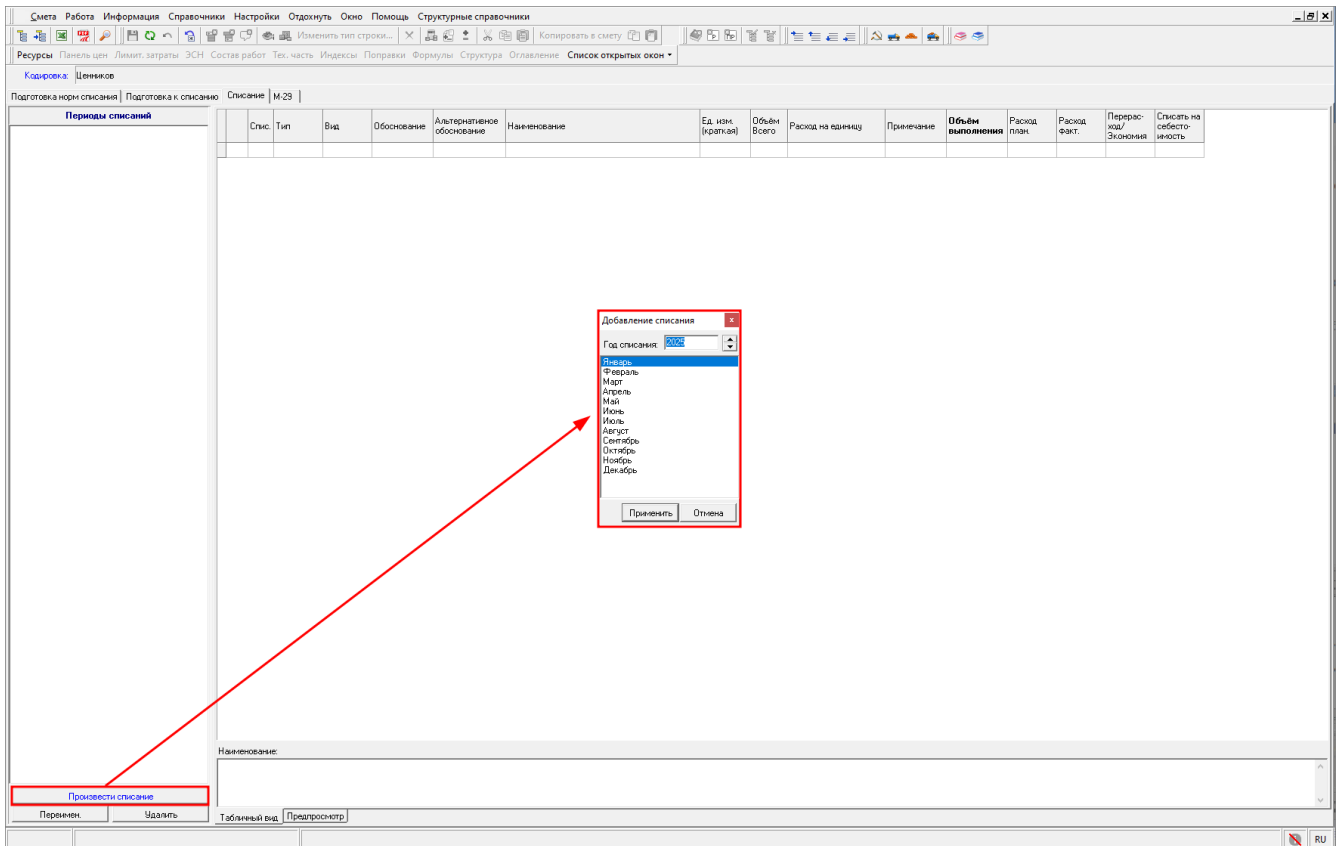 Смета Работа Информация Справочники Настройки Отдохнуть Окно Помощь Структурные справочники
Изменить тип строки... Копировать в смету
Ресурсы Панель цен Лимит. затраты ЭСН Состав работ Тех. часть Индексы Поправки Формулы Структура Оглавление Список открытых окон
Кодировка: Ценников
Подготовка норм списания Подготовка к списанию Списание М-29
Периоды списаний
Спис. Тип Вид Обоснование Альтернативное обоснование Наименование Ед. изм. (краткая) Объём Всего Расход на единицу Примечание Объём выполнения Расход план. Расход Факт. Перерас-ход/Экономия Списать на себесто-имость
Добавление списания
Год списания: 2025
Январь
Февраль
Март
Апрель
Май
Июнь
Июль
Август
Сентябрь
Октябрь
Ноябрь
Декабрь
Применить Отмена
Наименование:
Произвести списание
Переимен. Удалить
Табличный вид Предпросмотр
RU